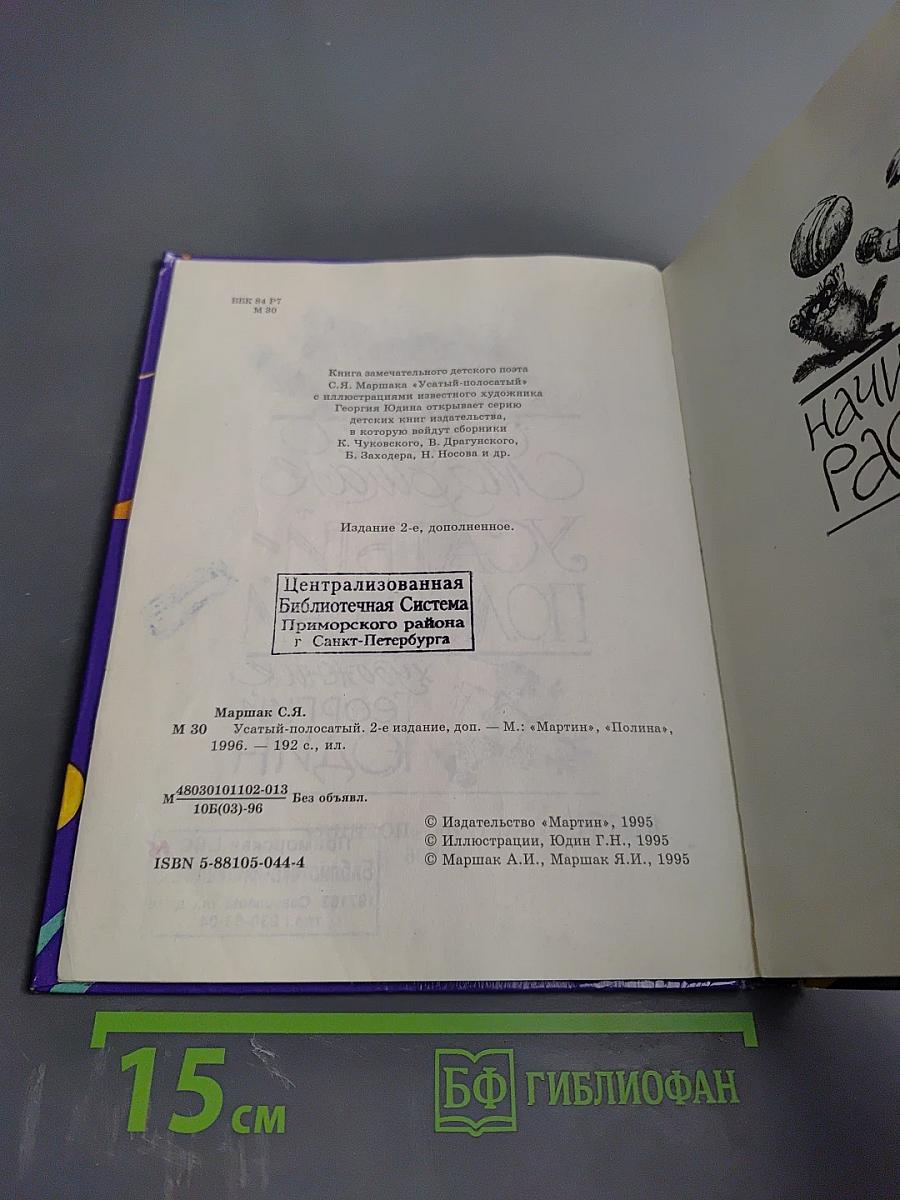 ББК 84 Р7
М 30
Книга замечательного детского поэта
С.Я. Маршака «Усатый-полосатый»
с иллюстрациями известного художника
Георгия Юдина открывает серию
детских книг издательства,
в которую войдут сборники
К. Чуковского, В. Драгунского,
Б. Заходера, Н. Носова и др.
Издание 2-е, дополненное.
Централизованная
Библиотечная Система
Приморского района
г Санкт-Петербурга
Маршак С.Я.
М 30 Усатый-полосатый. 2-е издание, доп. — М.: «Мартин», «Полина»,
1996. — 192 с., ил.
М 48030101102-013 Без объявл.
10Б(03)-96
© Издательство «Мартин», 1995
© Иллюстрации, Юдин Г.Н., 1995
ISBN 5-88105-044-4
© Маршак А.И., Маршак Я.И., 1995
начи
РАС
15 см
БФ ГИБЛИОФАН